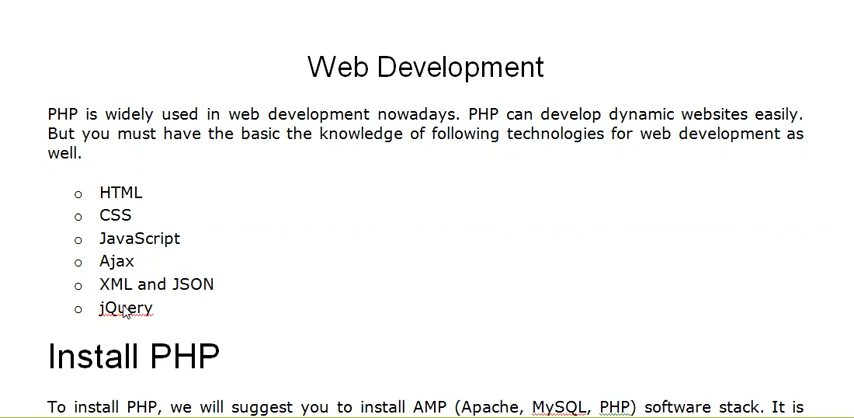 Web Development
PHP is widely used in web development nowadays. PHP can develop dynamic websites easily.
But you must have the basic the knowledge of following technologies for web development as
well.
o HTML
o CSS
o JavaScript
o Ajax
o XML and JSON
o jQuery
Install PHP
To install PHP, we will suggest you to install AMP (Apache, MySQL, PHP) software stack. It is